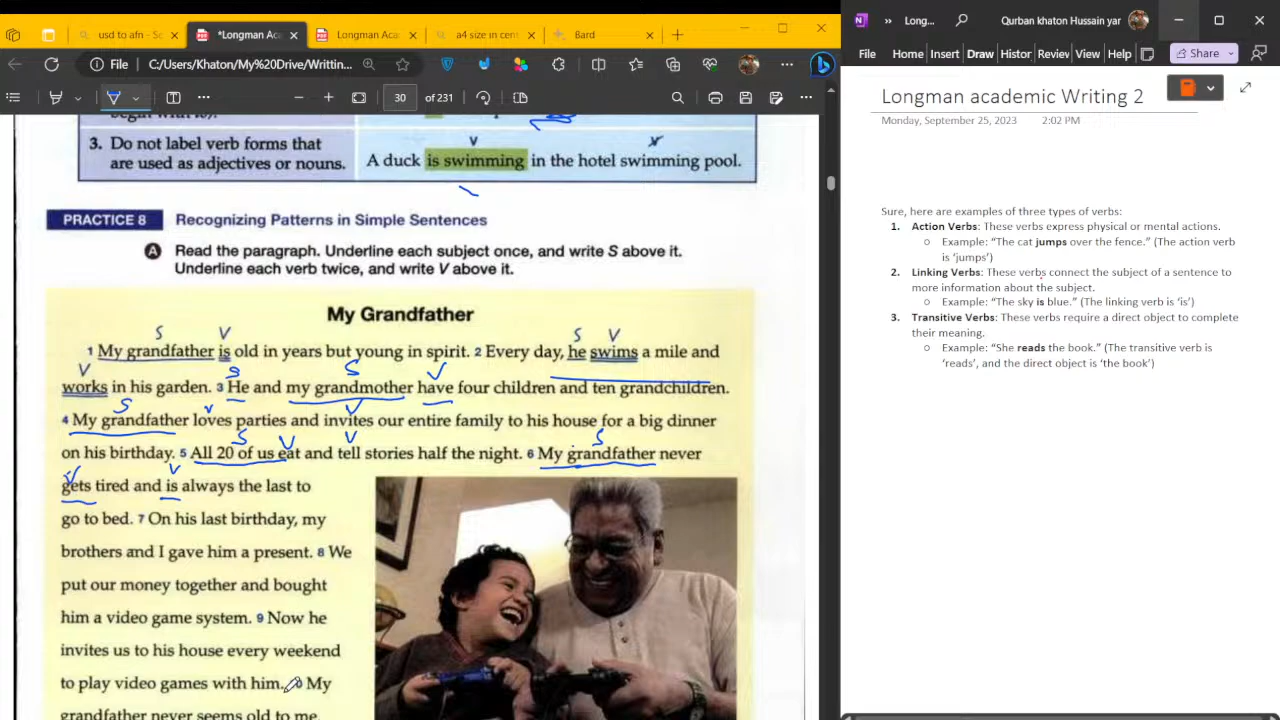 usd to afn - Sc
*Longman Ac
Longman Aca
a4 size in cent
Bard
File
C:/Users/Khaton/My%20Drive/Writtin...
30
of 231
3. Do not label verb forms that
are used as adjectives or nouns.
V
A duck is swimming in the hotel swimming pool.
PRACTICE 8
Recognizing Patterns in Simple Sentences
A
Read the paragraph. Underline each subject once, and write S above it.
Underline each verb twice, and write V above it.
My Grandfather
S V S V
1 My grandfather is old in years but young in spirit. 2 Every day, he swims a mile and
V S S V
works in his garden. 3 He and my grandmother have four children and ten grandchildren.
S V V
4 My grandfather loves parties and invites our entire family to his house for a big dinner
S V V S
on his birthday. 5 All 20 of us eat and tell stories half the night. 6 My grandfather never
V V
gets tired and is always the last to
go to bed. 7 On his last birthday, my
brothers and I gave him a present. 8 We
put our money together and bought
him a video game system. 9 Now he
invites us to his house every weekend
to play video games with him. My
grandfather never seems old to me.
Long...
Qurban khaton Hussain yar
File
Home
Insert
Draw
Histor
Review
View
Help
Share
Longman academic Writing 2
Monday, September 25, 2023
2:02 PM
Sure, here are examples of three types of verbs:
1. Action Verbs: These verbs express physical or mental actions.
○ Example: "The cat jumps over the fence." (The action verb
is 'jumps')
2. Linking Verbs: These verbs connect the subject of a sentence to
more information about the subject.
○ Example: "The sky is blue." (The linking verb is 'is')
3. Transitive Verbs: These verbs require a direct object to complete
their meaning.
○ Example: "She reads the book." (The transitive verb is
'reads', and the direct object is 'the book')